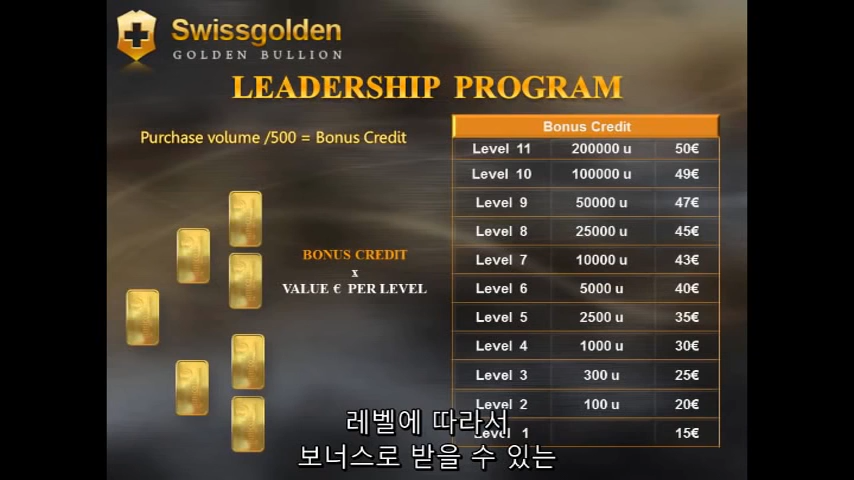 Swissgolden
GOLDEN BULLION
LEADERSHIP PROGRAM
Purchase volume /500 = Bonus Credit
BONUS CREDIT
x
VALUE € PER LEVEL
Bonus Credit
Level 11 200000 u 50€
Level 10 100000 u 49€
Level 9 50000 u 47€
Level 8 25000 u 45€
Level 7 10000 u 43€
Level 6 5000 u 40€
Level 5 2500 u 35€
Level 4 1000 u 30€
Level 3 300 u 25€
Level 2 100 u 20€
Level 1 15€
레벨에 따라서
보너스로 받을 수 있는